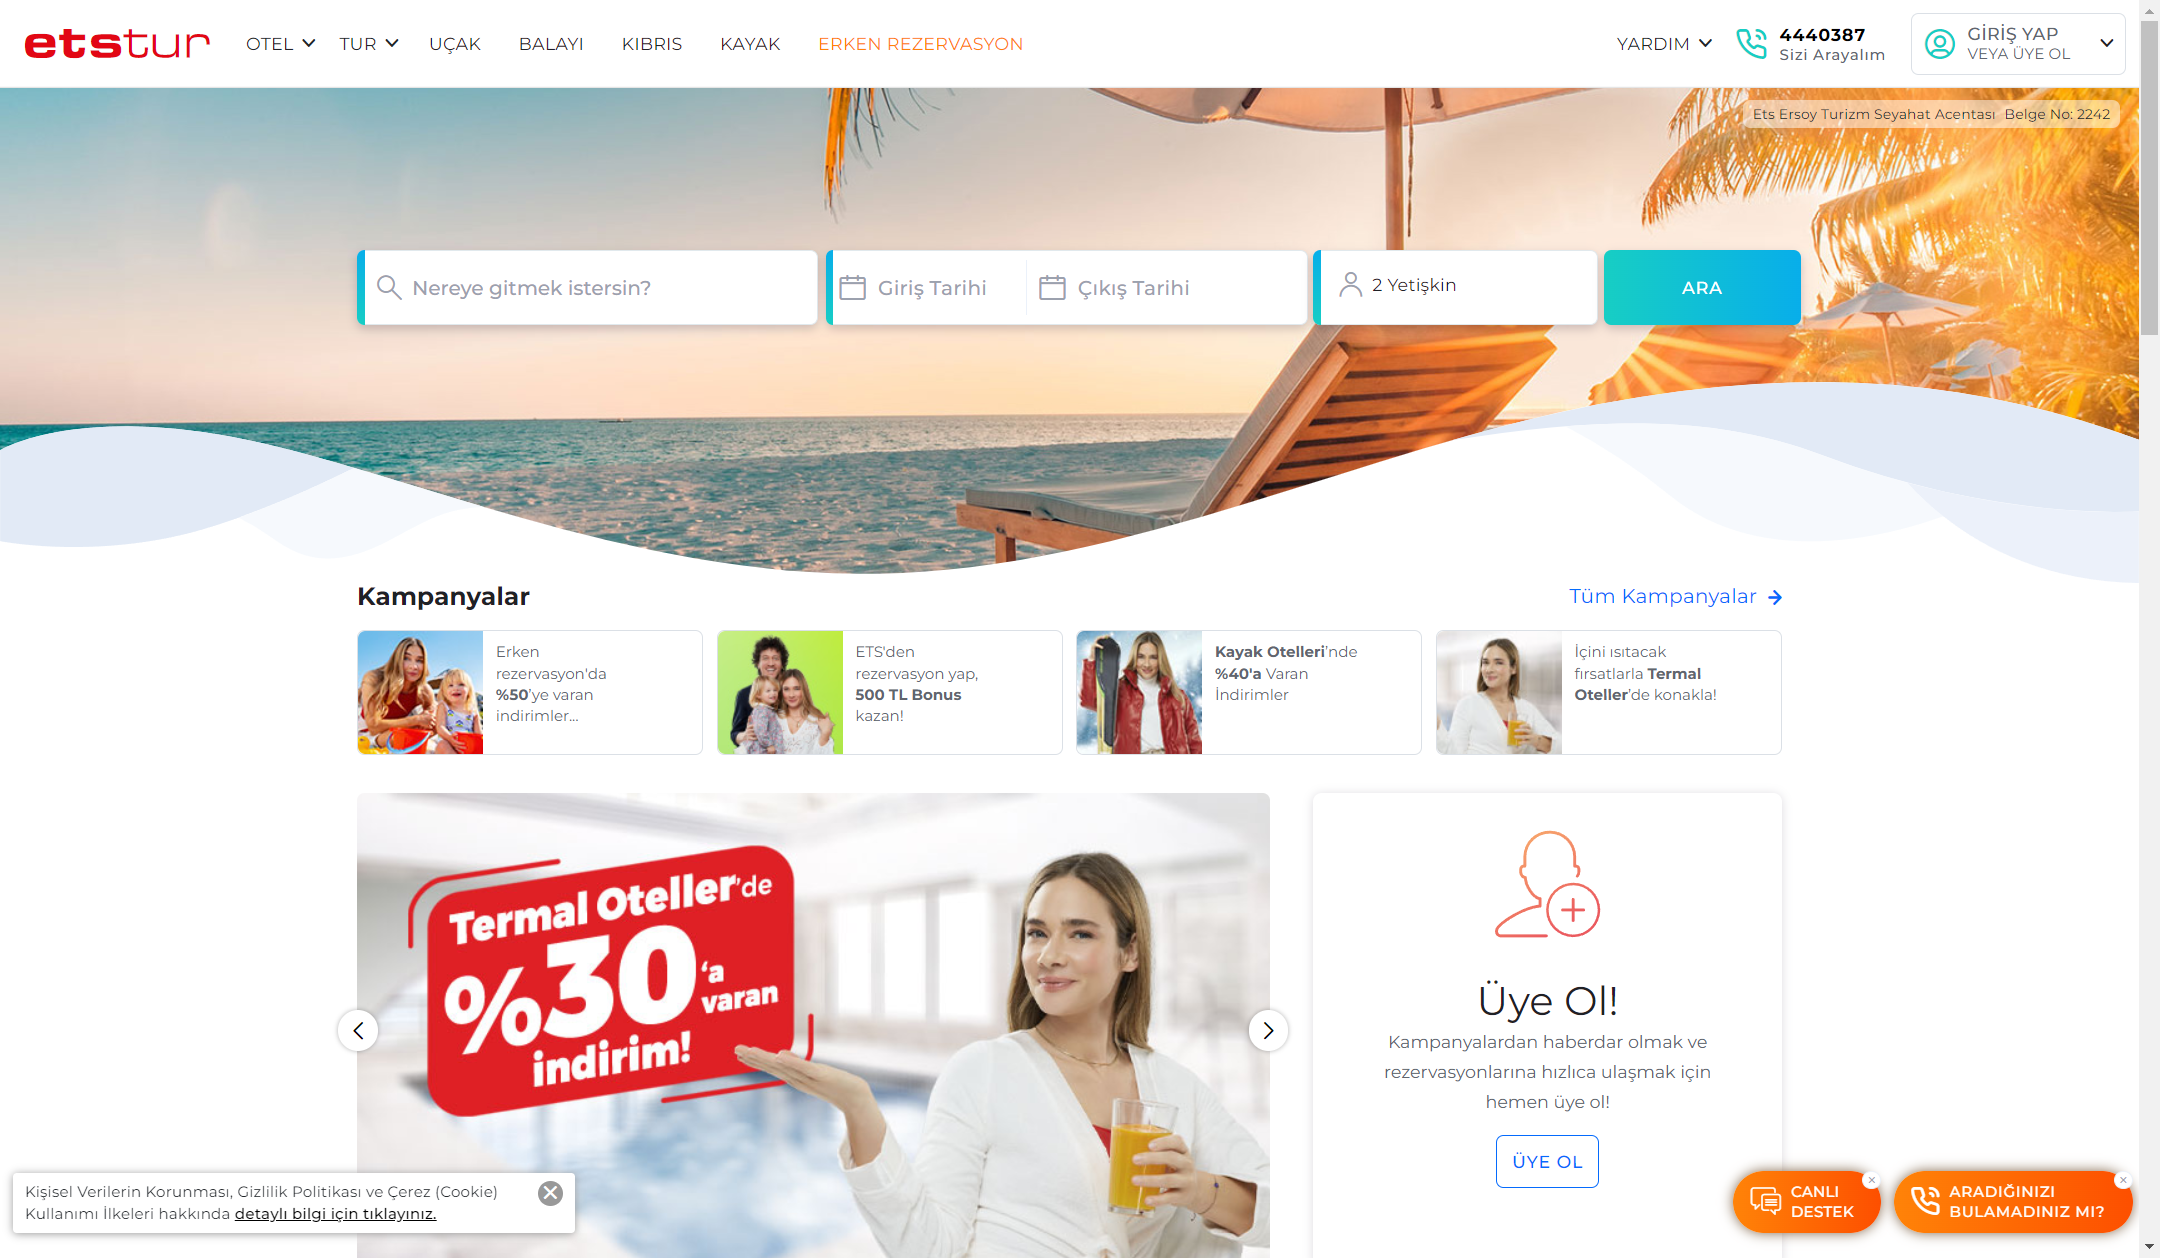 etstur
OTEL
TUR
UÇAK
BALAYI
KIBRIS
KAYAK
ERKEN REZERVASYON
YARDIM
4440387
Sizi Arayalım
GİRİŞ YAP
VEYA ÜYE OL
Ets Ersoy Turizm Seyahat Acentası Belge No: 2242
Nereye gitmek istersin?
Giriş Tarihi
Çıkış Tarihi
2 Yetişkin
ARA
Kampanyalar
Tüm Kampanyalar
Erken
rezervasyon'da
%50'ye varan
indirimler...
ETS'den
rezervasyon yap,
500 TL Bonus
kazan!
Kayak Otelleri'nde
%40'a Varan
İndirimler
İçini ısıtacak
fırsatlarla Termal
Oteller'de konakla!
Termal Oteller'de
%30'a
varan
indirim!
Üye Ol!
Kampanyalardan haberdar olmak ve
rezervasyonlarına hızlıca ulaşmak için
hemen üye ol!
ÜYE OL
Kişisel Verilerin Korunması, Gizlilik Politikası ve Çerez (Cookie)
Kullanımı İlkeleri hakkında detaylı bilgi için tıklayınız.
CANLI
DESTEK
ARADIĞINIZI
BULAMADINIZ MI?